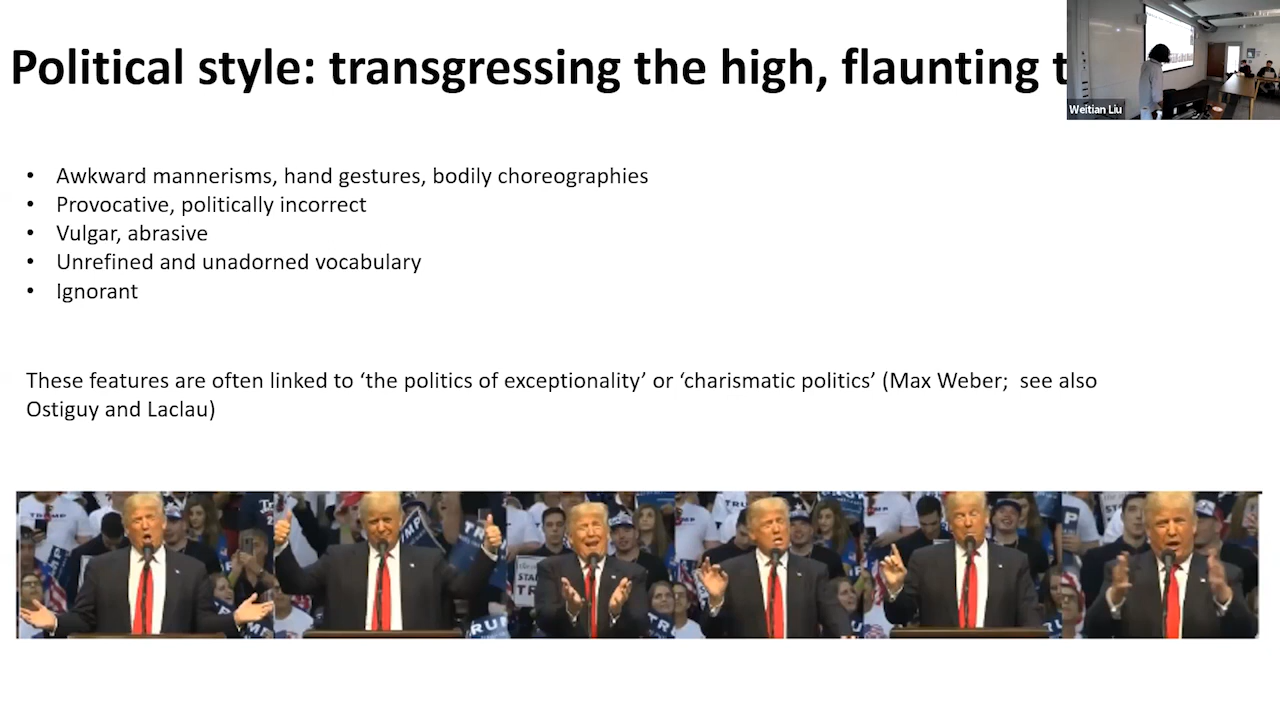 Political style: transgressing the high, flaunting t
Weitian Liu
• Awkward mannerisms, hand gestures, bodily choreographies
• Provocative, politically incorrect
• Vulgar, abrasive
• Unrefined and unadorned vocabulary
• Ignorant
These features are often linked to ‘the politics of exceptionality’ or ‘charismatic politics’ (Max Weber;  see also
Ostiguy and Laclau)